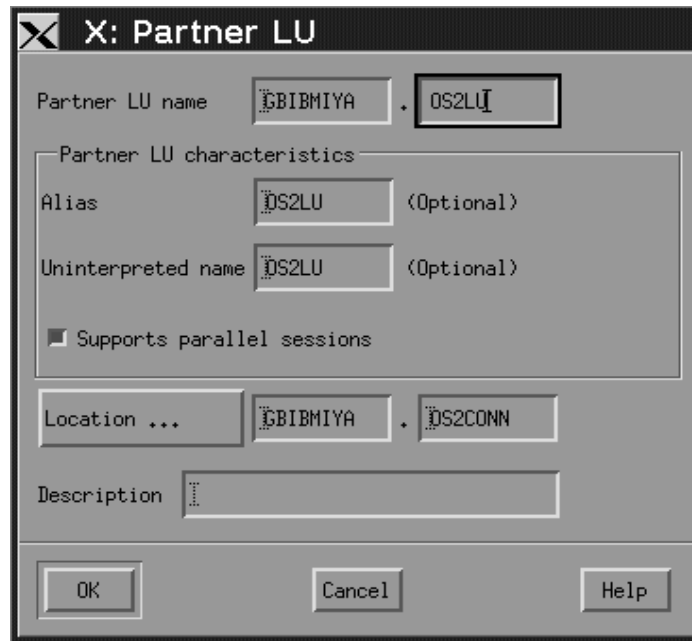 X: Partner LU
Partner LU name GBIBMIYA . OS2LU
Partner LU characteristics
Alias OS2LU (Optional)
Uninterpreted name OS2LU (Optional)
Supports parallel sessions
Location ... GBIBMIYA . OS2CONN
Description
OK Cancel Help